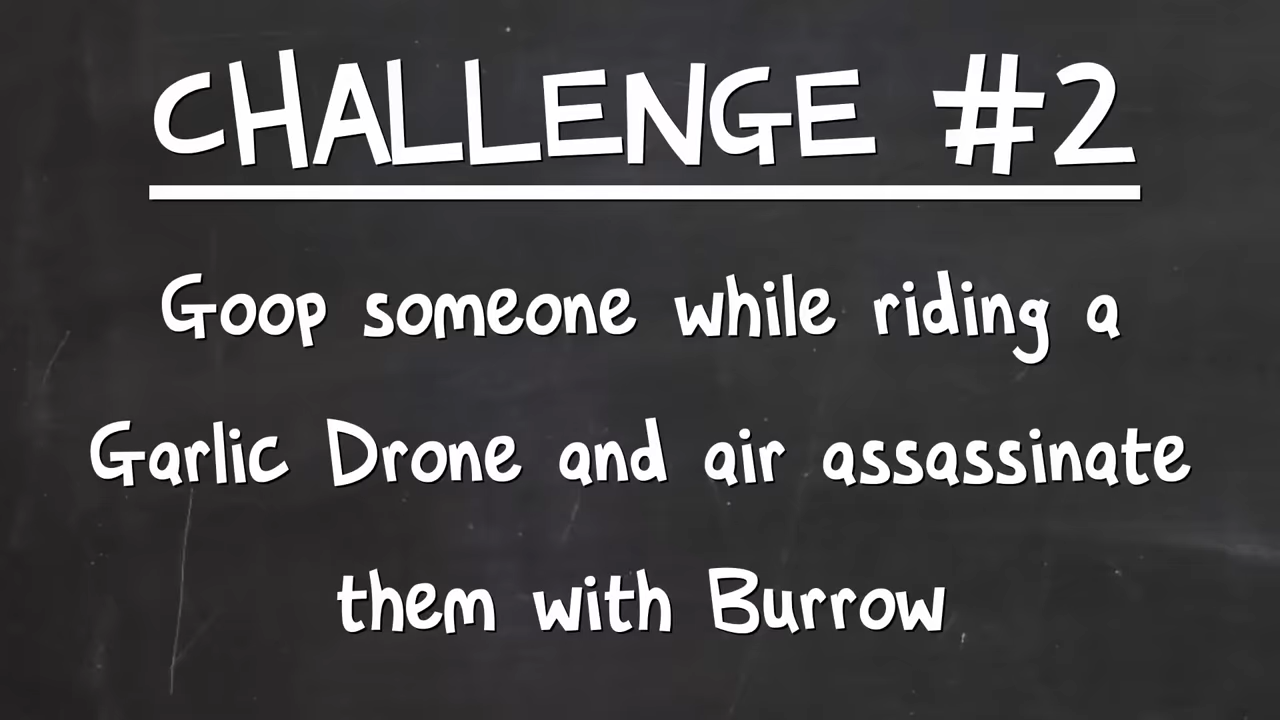 CHALLENGE #2
Goop someone while riding a
Garlic Drone and air assassinate
them with Burrow